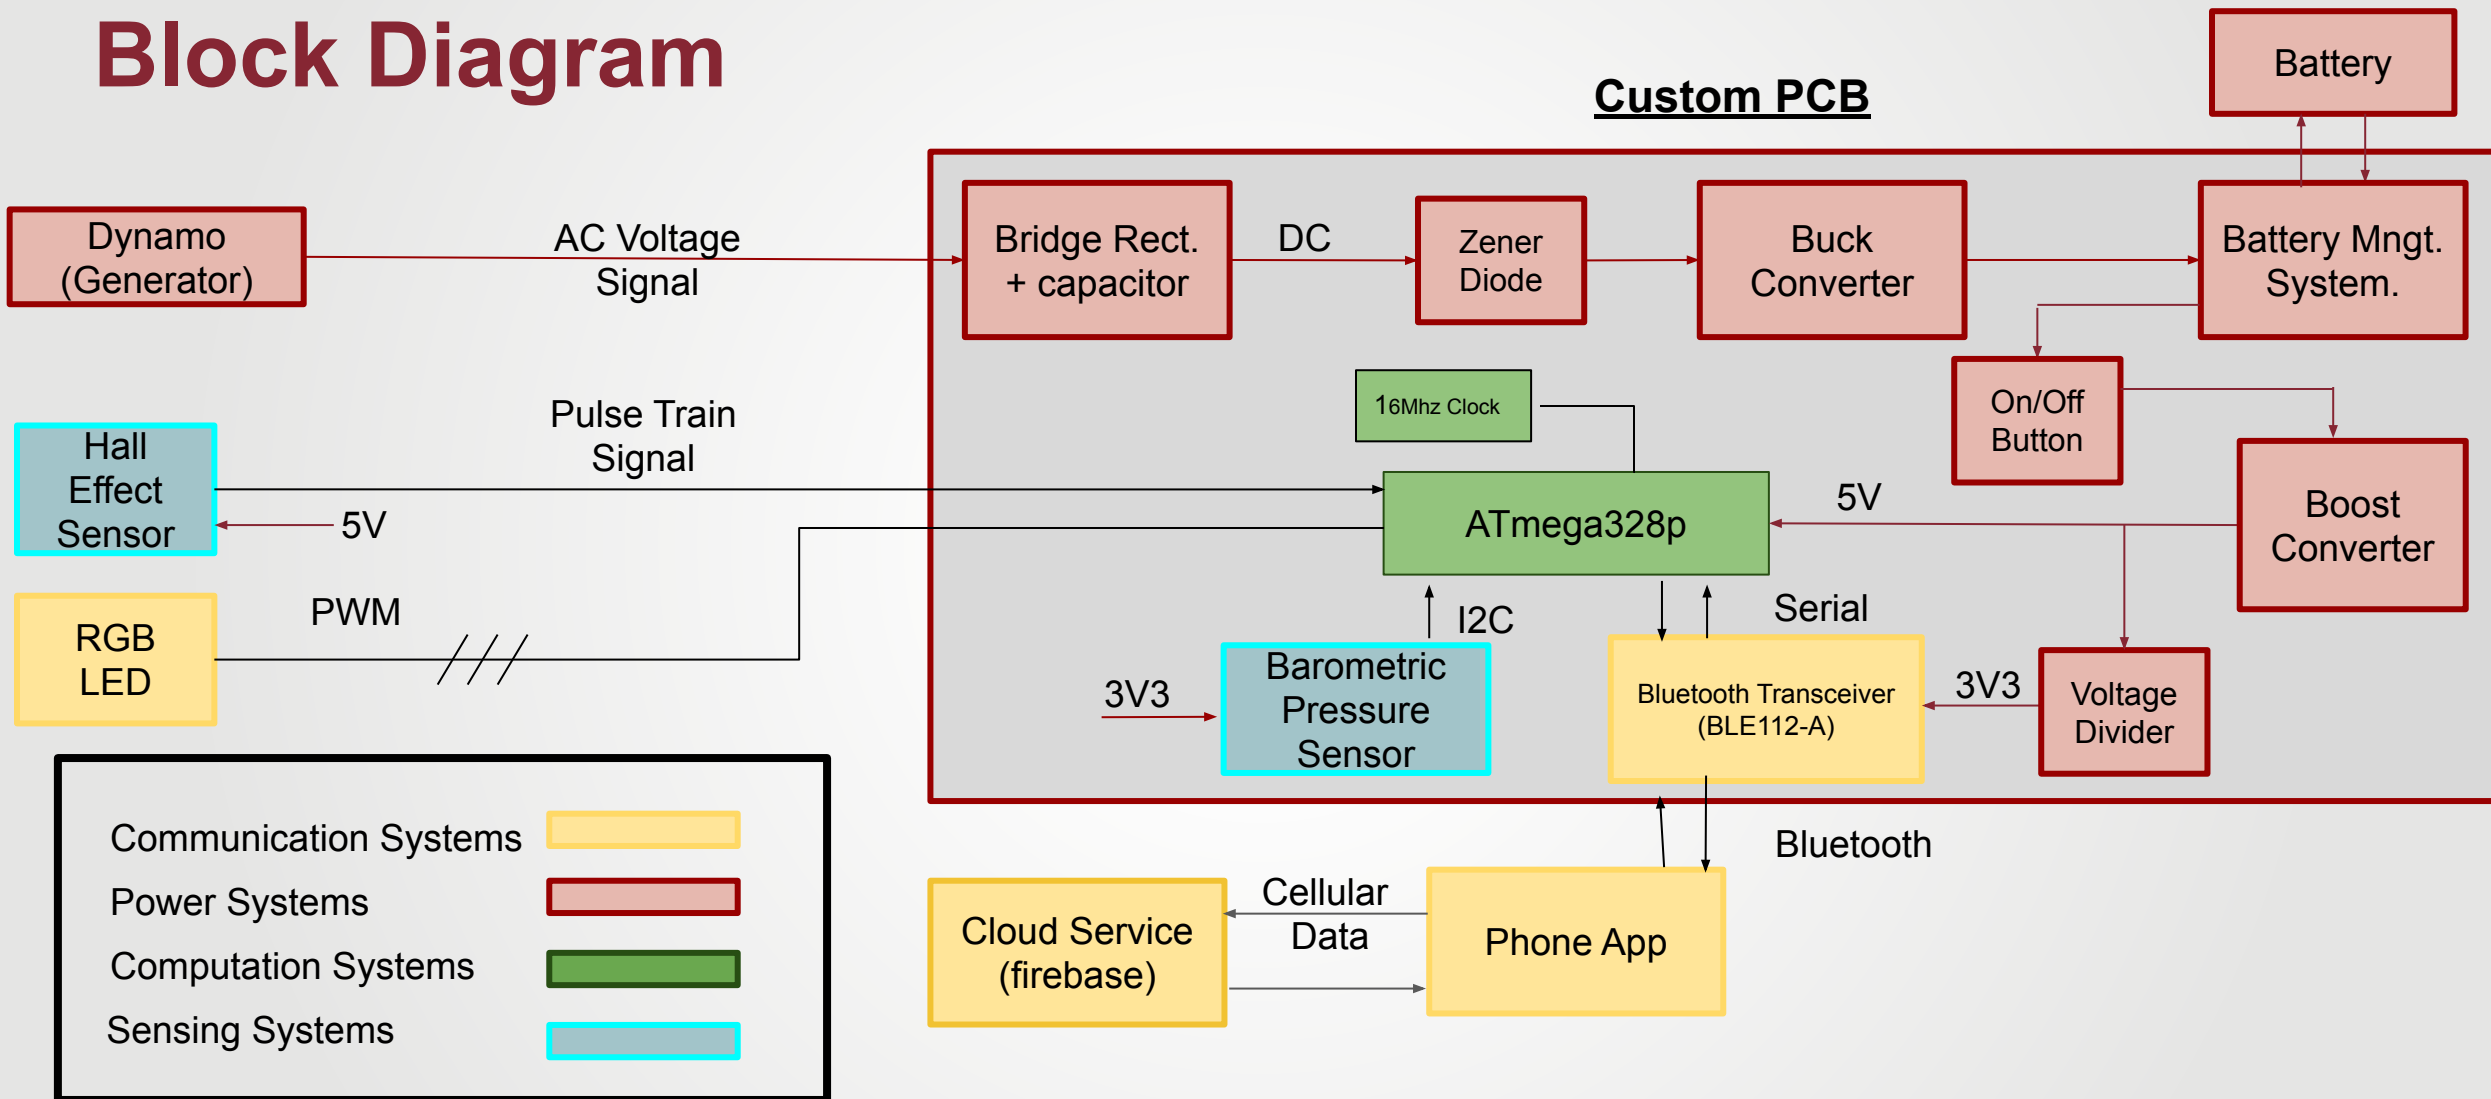 Block Diagram
Custom PCB
Battery
Dynamo
(Generator)
AC Voltage
Signal
Bridge Rect.
+ capacitor
DC
Zener
Diode
Buck
Converter
Battery Mngt.
System.
16Mhz Clock
On/Off
Button
Hall
Effect
Sensor
Pulse Train
Signal
5V
ATmega328p
5V
Boost
Converter
RGB
LED
PWM
I2C
Serial
3V3
Barometric
Pressure
Sensor
Bluetooth Transceiver
(BLE112-A)
3V3
Voltage
Divider
Communication Systems
Power Systems
Computation Systems
Sensing Systems
Bluetooth
Cloud Service
(firebase)
Cellular
Data
Phone App